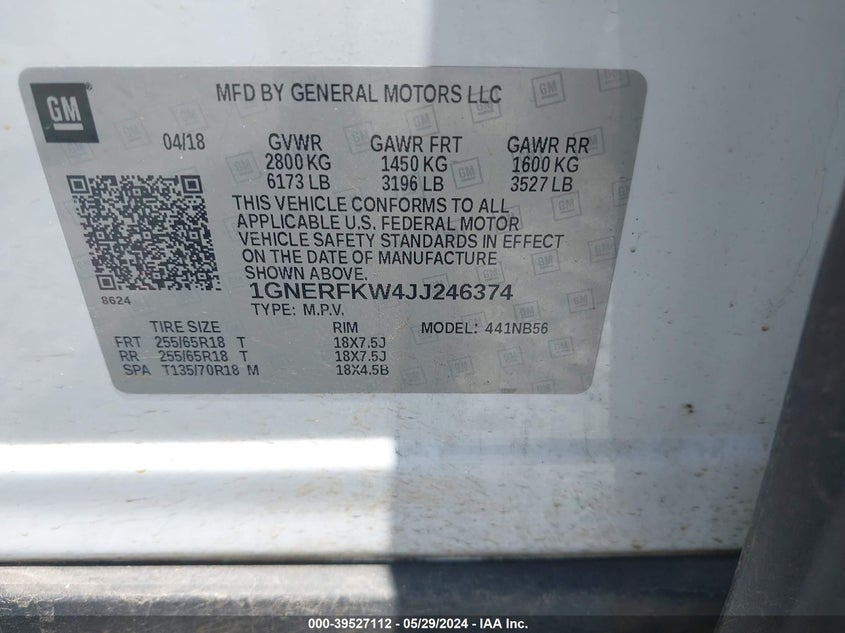 GM
MFD BY GENERAL MOTORS LLC
04/18 GVWR GAWR FRT GAWR RR
2800 KG 1450 KG 1600 KG
6173 LB 3196 LB 3527 LB
THIS VEHICLE CONFORMS TO ALL
APPLICABLE U.S. FEDERAL MOTOR
VEHICLE SAFETY STANDARDS IN EFFECT
ON THE DATE OF MANUFACTURE
SHOWN ABOVE.
8624
1GNERFKW4JJ246374
TYPE: M.P.V.
TIRE SIZE RIM MODEL: 441NB56
FRT 255/65R18 T 18X7.5J
RR 255/65R18 T 18X7.5J
SPA T135/70R18 M 18X4.5B
000-39527112 - 05/29/2024 - IAA Inc.